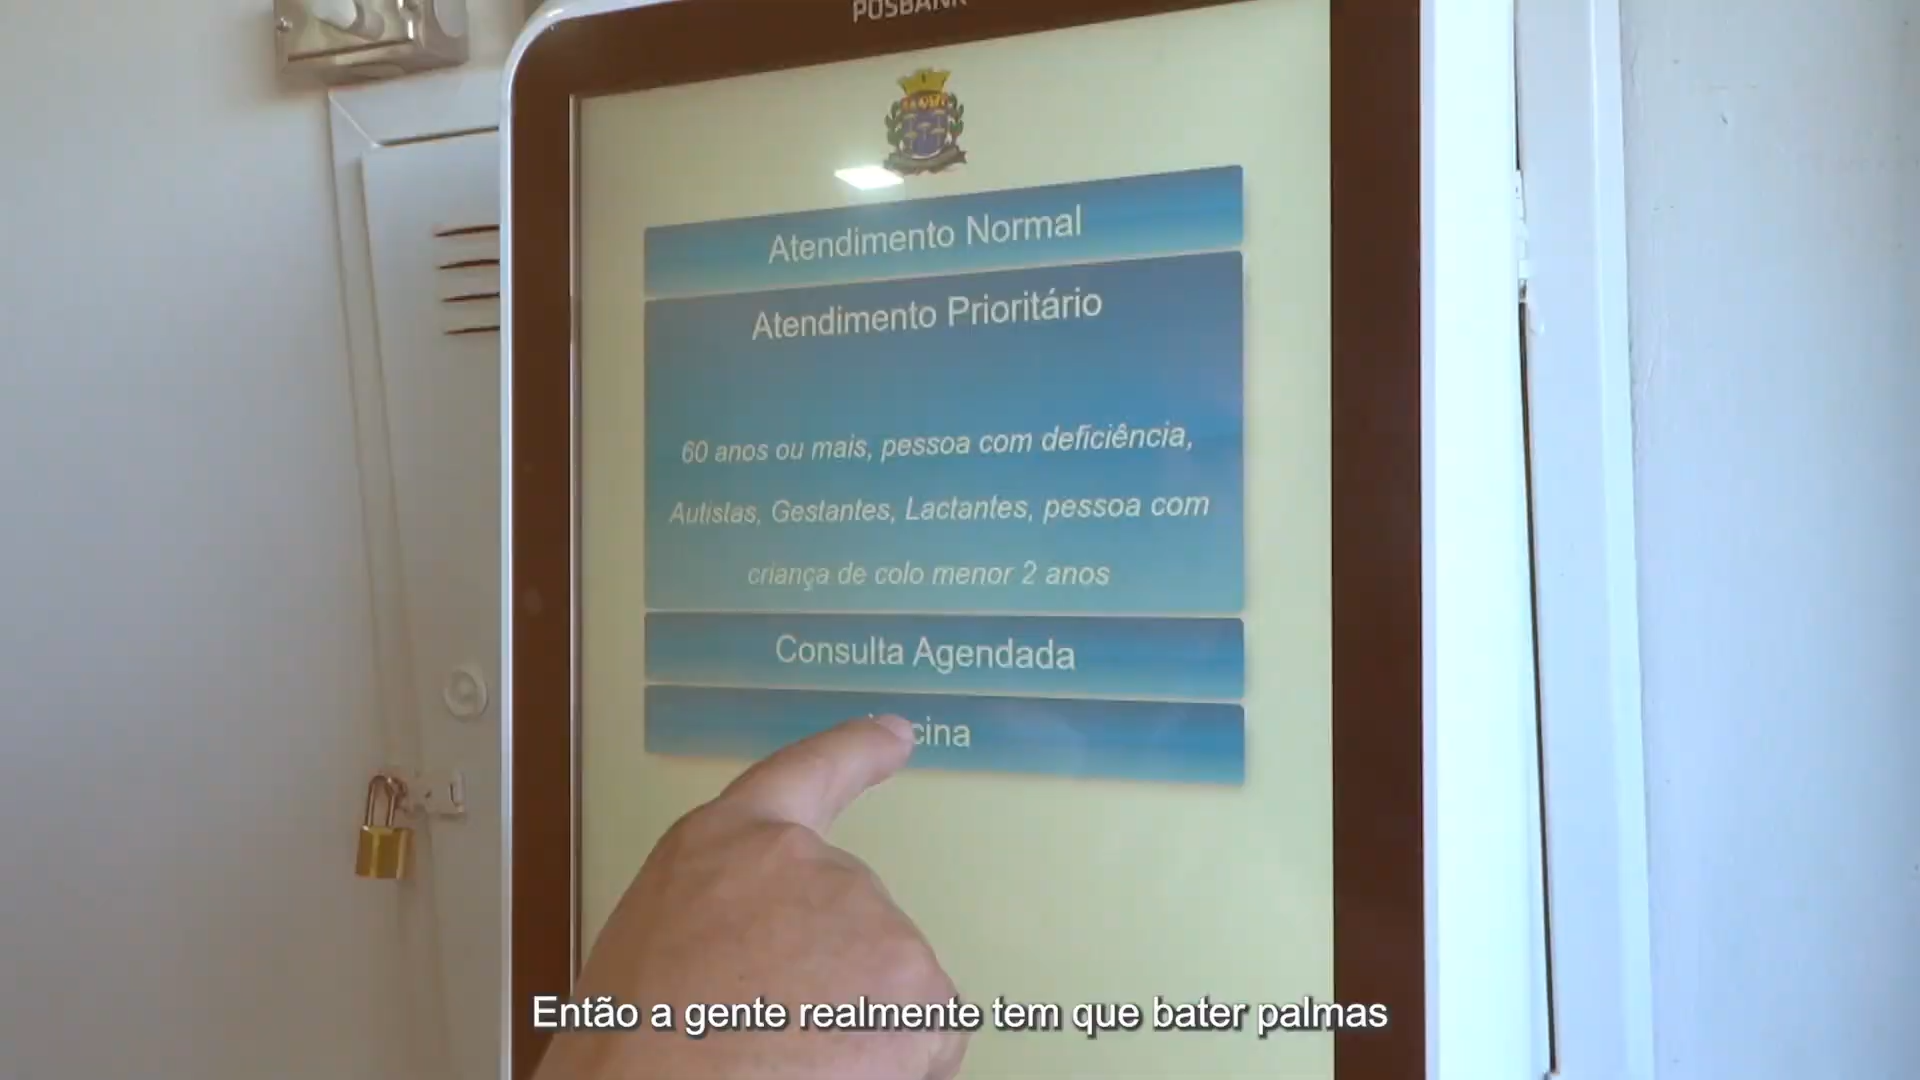 POSBANK
Atendimento Normal
Atendimento Prioritário
60 anos ou mais, pessoa com deficiência,
Autistas, Gestantes, Lactantes, pessoa com
criança de colo menor 2 anos
Consulta Agendada
Então a gente realmente tem que bater palmas